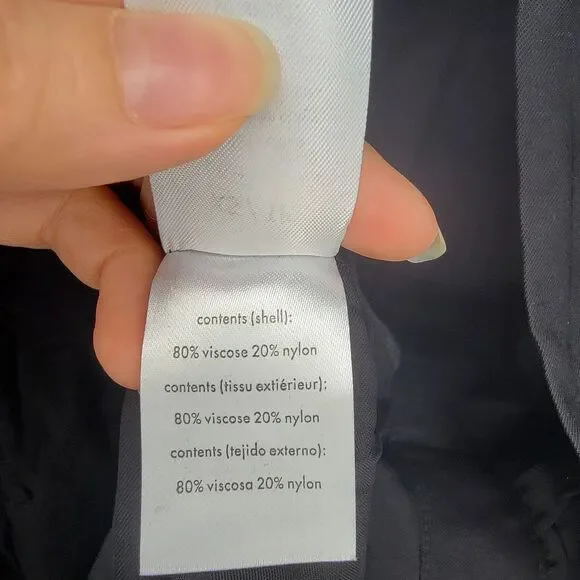 contents (shell):
80% viscose 20% nylon
contents (tissu extiérieur):
80% viscose 20% nylon
contents (tejido externo):
80% viscosa 20% nylon